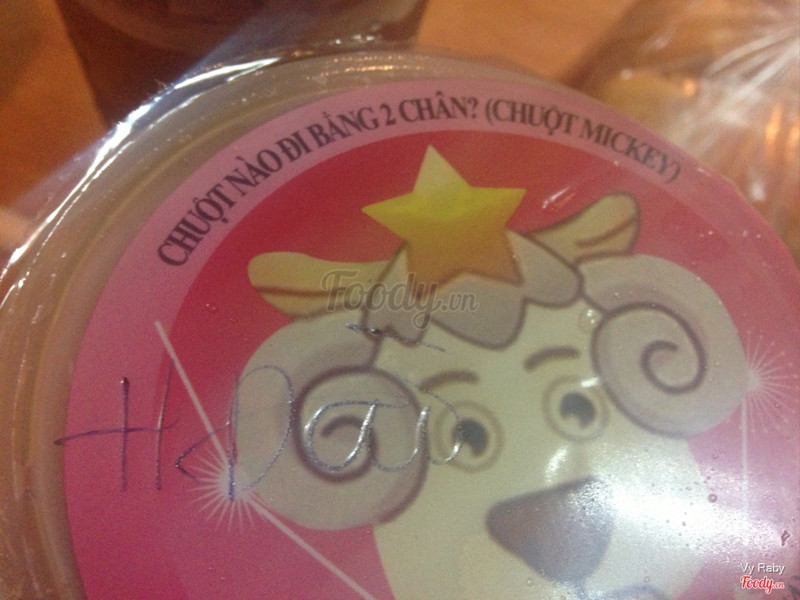 CHUỘT NÀO ĐI BẰNG 2 CHÂN? (CHUỘT MICKEY)
Foody.vn
Vy Raby
Foody.vn